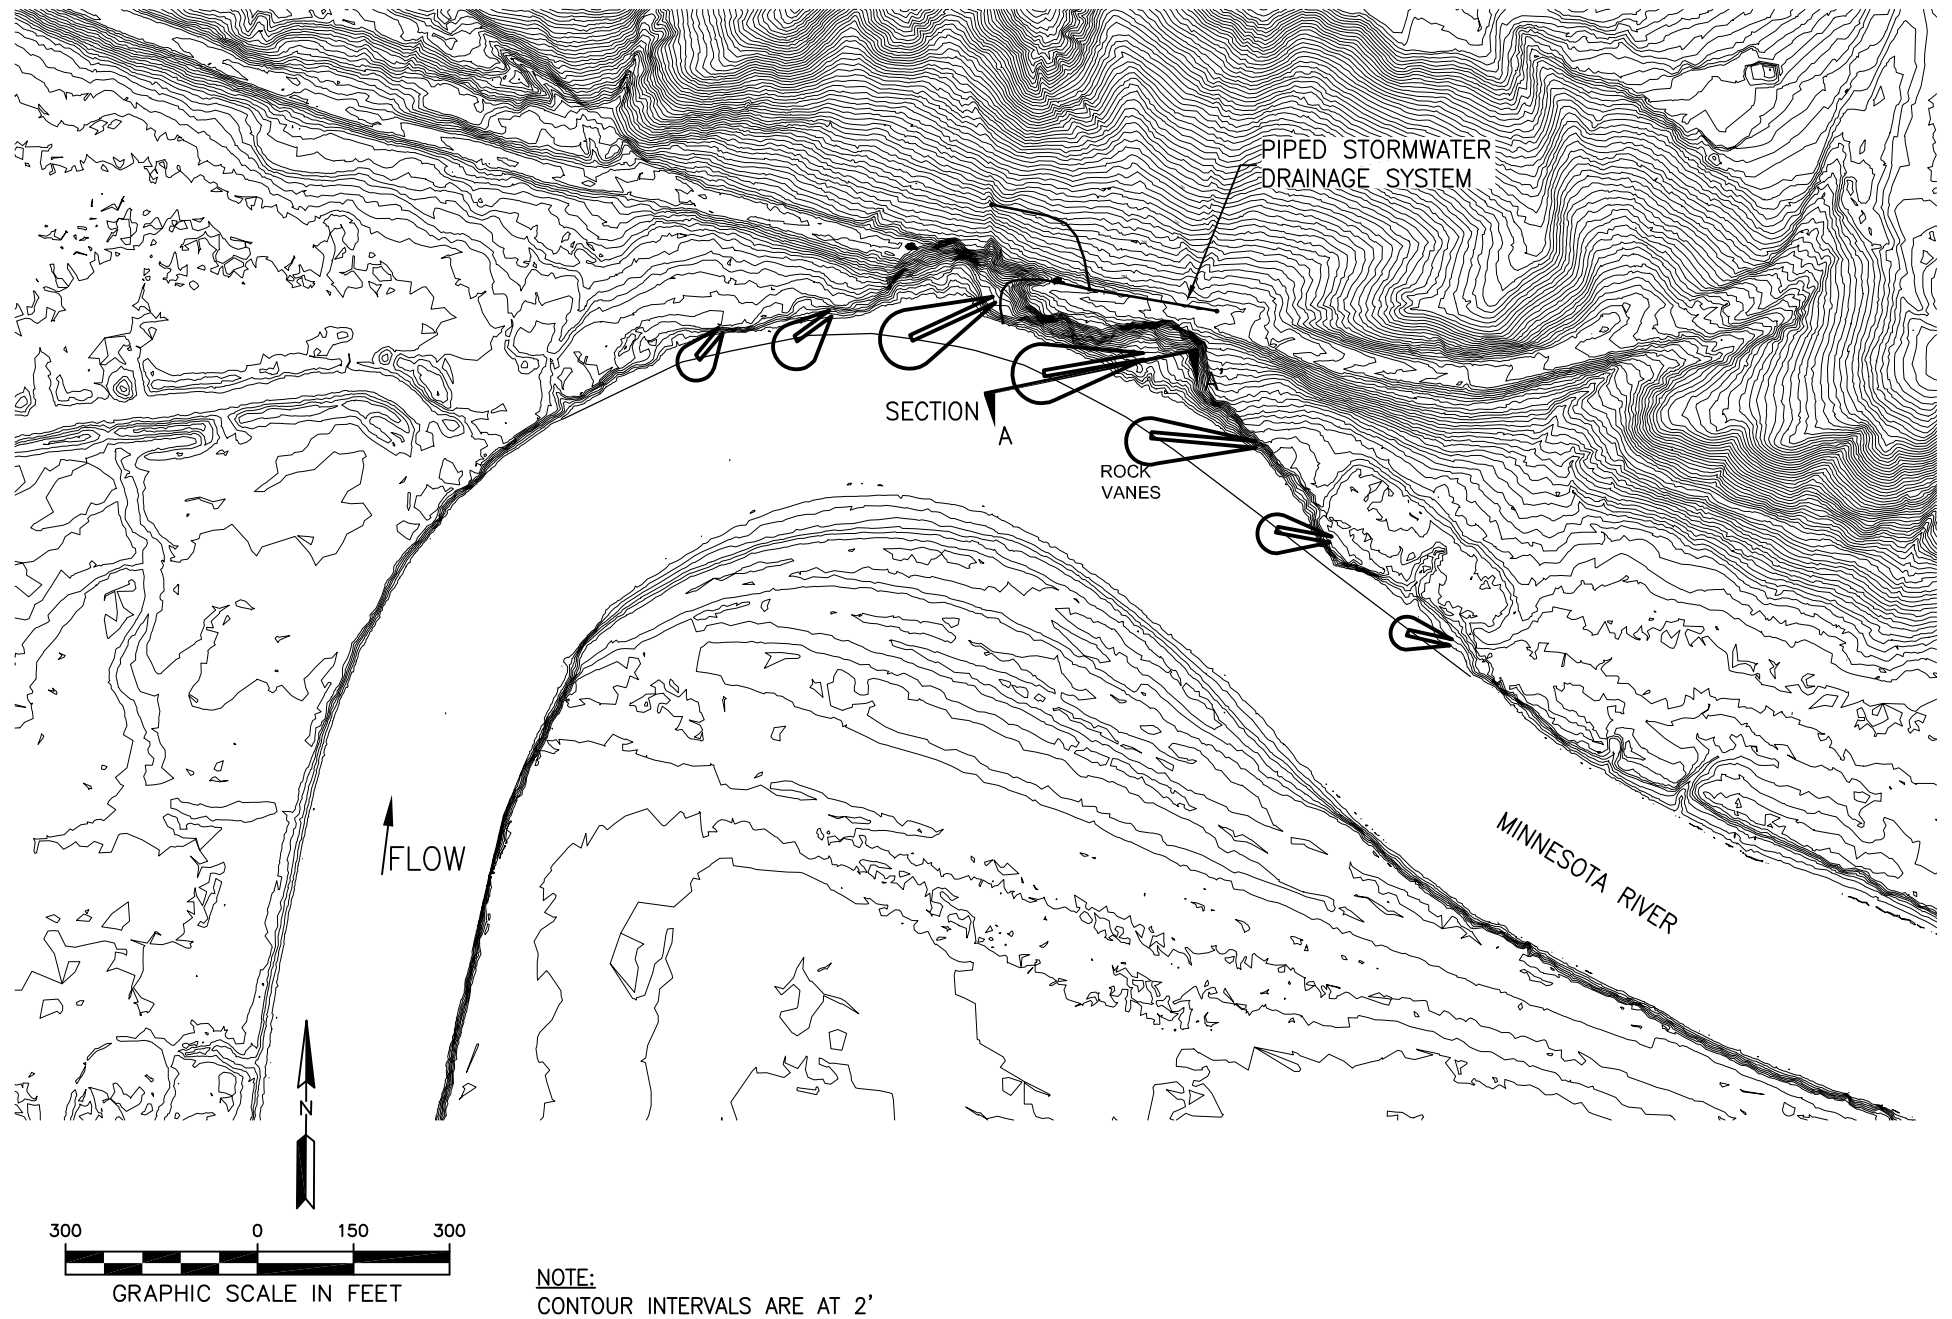 PIPED STORMWATER
DRAINAGE SYSTEM
A'
SECTION
A
ROCK
VANES
MINNESOTA RIVER
FLOW
N
300 0 150 300
GRAPHIC SCALE IN FEET
NOTE:
CONTOUR INTERVALS ARE AT 2'